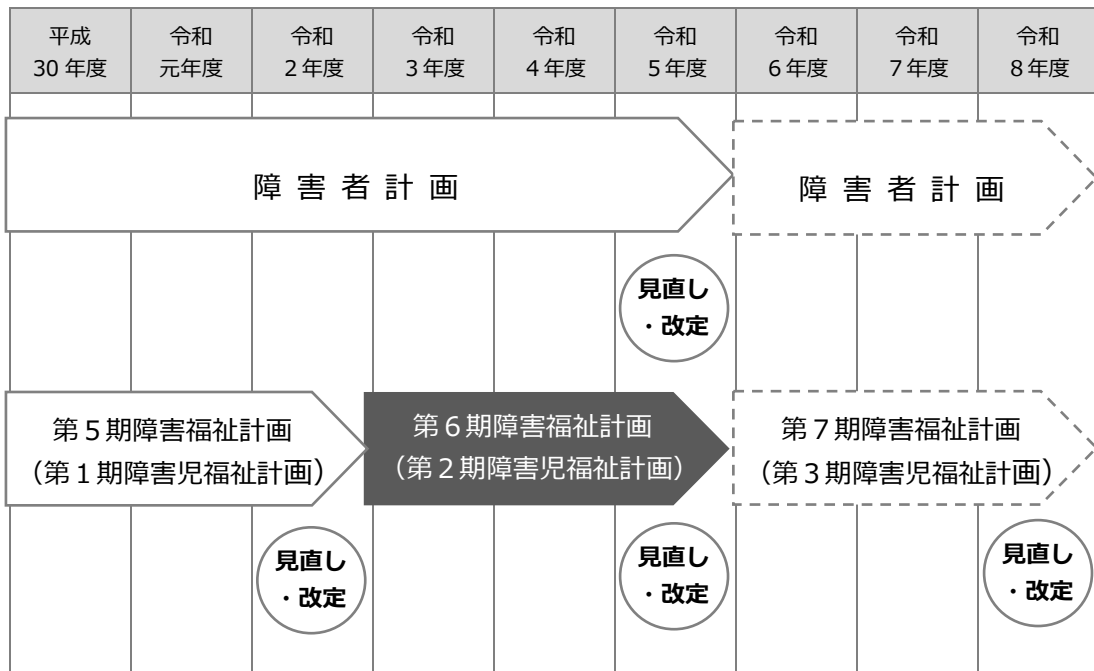 平成
30年度
令和
元年度
令和
2年度
令和
3年度
令和
4年度
令和
5年度
令和
6年度
令和
7年度
令和
8年度
障害者計画
障害者計画
見直し
・改定
第5期障害福祉計画
（第1期障害児福祉計画）
第6期障害福祉計画
（第2期障害児福祉計画）
第7期障害福祉計画
（第3期障害児福祉計画）
見直し
・改定
見直し
・改定
見直し
・改定